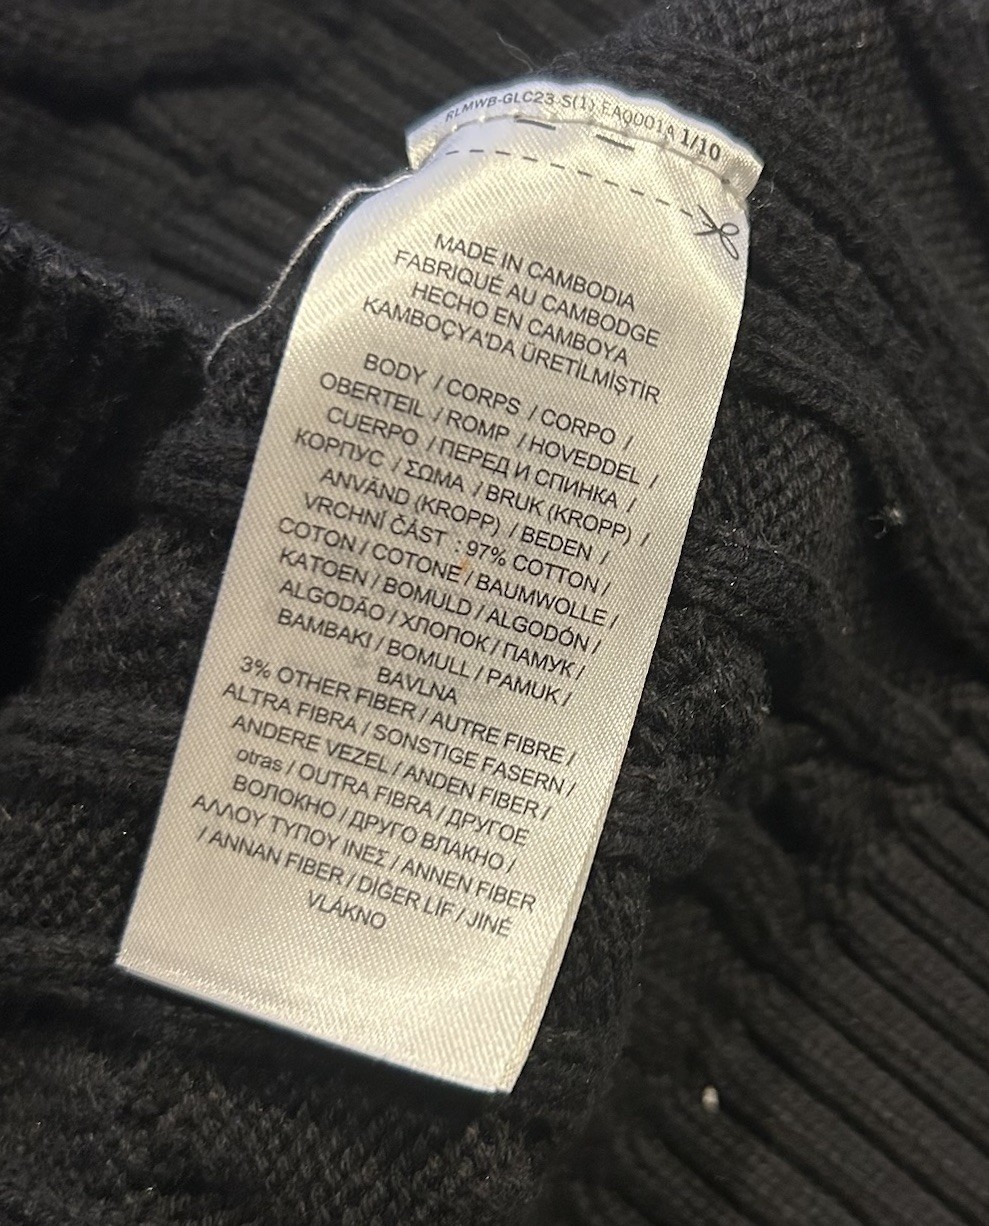 RLMWB-GLC23 S(1) EA0001A 1/10
MADE IN CAMBODIA
FABRIQUÉ AU CAMBODGE
HECHO EN CAMBOYA
KAMBOÇYA'DA ÜRETİLMİŞTİR
BODY / CORPS / CORPO /
OBERTEIL / ROMP / HOVEDDEL /
CUERPO / ПЕРЕД И СПИНКА /
КОРПУС / ΣΩΜΑ / BRUK (KROPP) /
ANVÄND (KROPP) / BEDEN /
VRCHNÍ ČÁST : 97% COTTON /
COTON / COTONE / BAUMWOLLE /
KATOEN / BOMULD / ALGODÓN /
ALGODÃO / ХЛОПОК / ПАМУК /
ΒΑΜΒΑΚΙ / BOMULL / PAMUK /
BAVLNA
3% OTHER FIBER / AUTRE FIBRE /
ALTRA FIBRA / SONSTIGE FASERN /
ANDERE VEZEL / ANDEN FIBER /
otras / OUTRA FIBRA / ДРУГОЕ
ВОЛОКНО / ДРУГО ВЛАКНО /
ΑΛΛΟΥ ΤΥΠΟΥ ΙΝΕΣ / ANNEN FIBER
/ ANNAN FIBER / DİĞER LİF / JINÉ
VLÁKNO